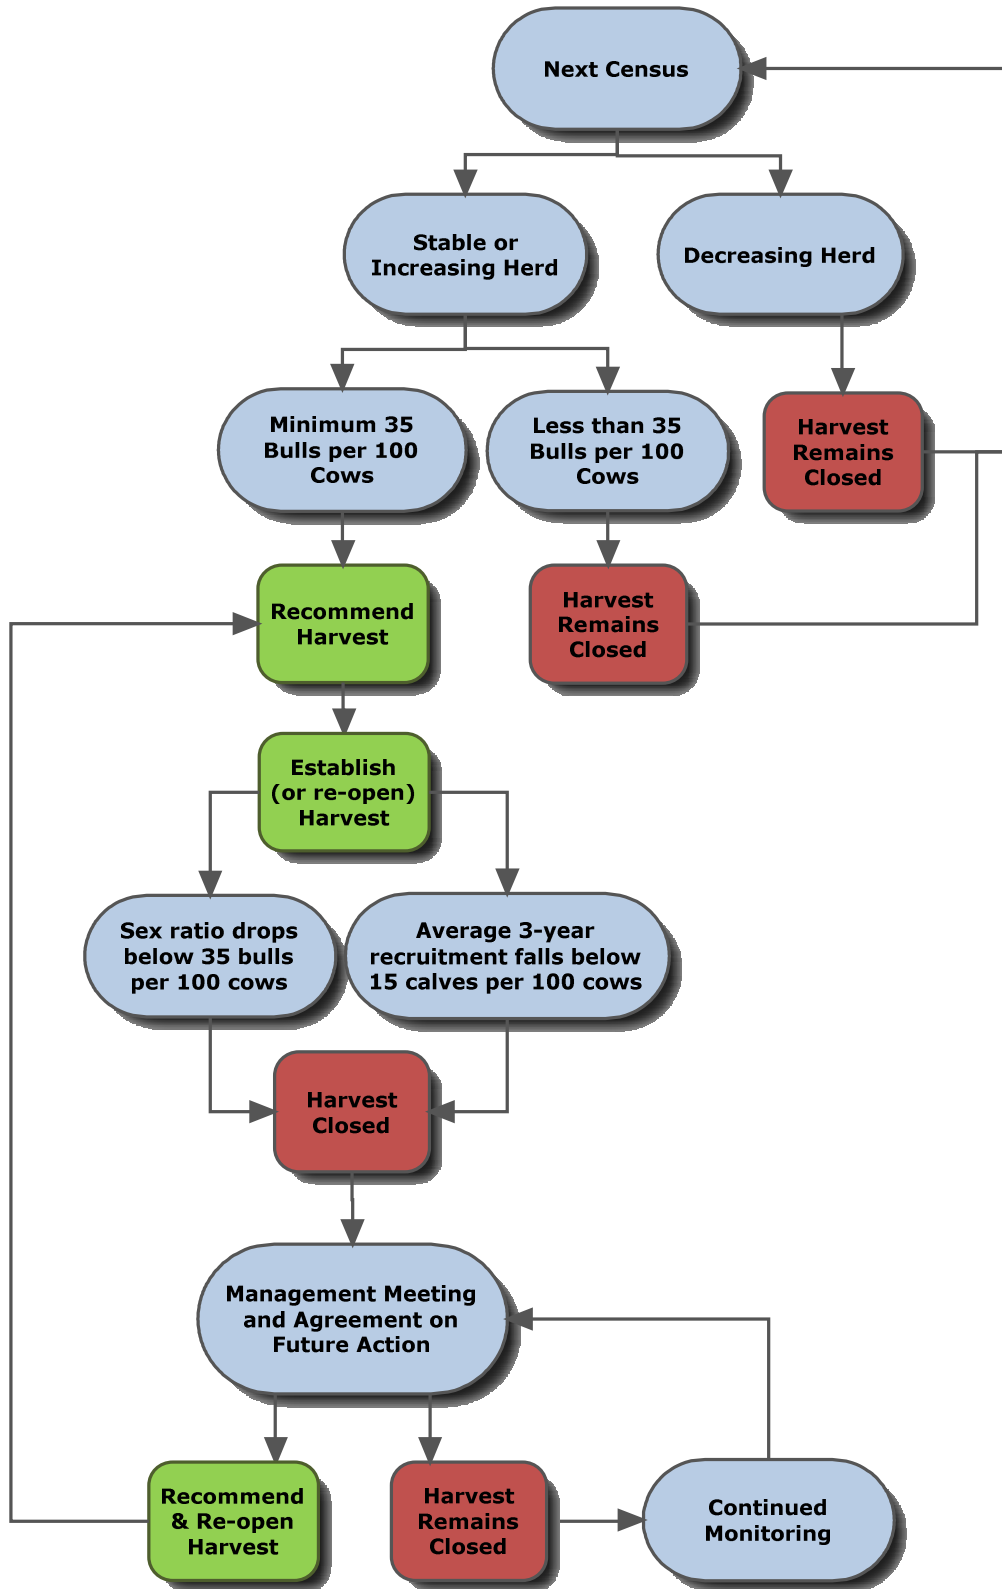 Next Census
Stable or
Increasing Herd
Decreasing Herd
Minimum 35
Bulls per 100
Cows
Less than 35
Bulls per 100
Cows
Harvest
Remains
Closed
Recommend
Harvest
Harvest
Remains
Closed
Establish
(or re-open)
Harvest
Sex ratio drops
below 35 bulls
per 100 cows
Average 3-year
recruitment falls below
15 calves per 100 cows
Harvest
Closed
Management Meeting
and Agreement on
Future Action
Recommend
& Re-open
Harvest
Harvest
Remains
Closed
Continued
Monitoring